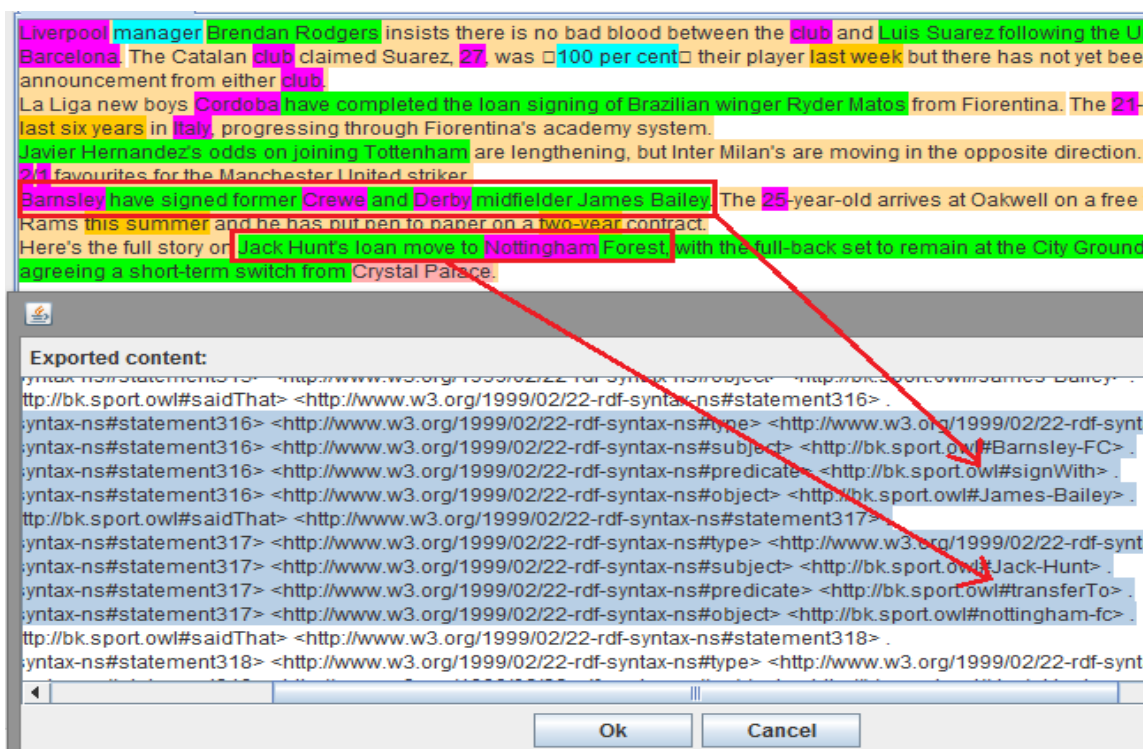 Liverpool manager Brendan Rodgers insists there is no bad blood between the club and Luis Suarez following the U
Barcelona. The Catalan club claimed Suarez, 27, was □100 per cent□ their player last week but there has not yet bee
announcement from either club.
La Liga new boys Cordoba have completed the loan signing of Brazilian winger Ryder Matos from Fiorentina. The 21-
last six years in Italy, progressing through Fiorentina's academy system.
Javier Hernandez's odds on joining Tottenham are lengthening, but Inter Milan's are moving in the opposite direction.
2/1 favourites for the Manchester United striker.
Barnsley have signed former Crewe and Derby midfielder James Bailey. The 25-year-old arrives at Oakwell on a free
Rams this summer and he has put pen to paper on a two-year contract.
Here's the full story on Jack Hunt's loan move to Nottingham Forest, with the full-back set to remain at the City Ground
agreeing a short-term switch from Crystal Palace.
Exported content:
ttp://bk.sport.owl#saidThat> <http://www.w3.org/1999/02/22-rdf-syntax-ns#statement316> .
syntax-ns#statement316> <http://www.w3.org/1999/02/22-rdf-syntax-ns#type> <http://www.w3.org/1999/02/22-rdf-synt
syntax-ns#statement316> <http://www.w3.org/1999/02/22-rdf-syntax-ns#subject> <http://bk.sport.owl#Barnsley-FC> .
syntax-ns#statement316> <http://www.w3.org/1999/02/22-rdf-syntax-ns#predicate> <http://bk.sport.owl#signWith> .
syntax-ns#statement316> <http://www.w3.org/1999/02/22-rdf-syntax-ns#object> <http://bk.sport.owl#James-Bailey> .
ttp://bk.sport.owl#saidThat> <http://www.w3.org/1999/02/22-rdf-syntax-ns#statement317> .
syntax-ns#statement317> <http://www.w3.org/1999/02/22-rdf-syntax-ns#type> <http://www.w3.org/1999/02/22-rdf-synt
syntax-ns#statement317> <http://www.w3.org/1999/02/22-rdf-syntax-ns#subject> <http://bk.sport.owl#Jack-Hunt> .
syntax-ns#statement317> <http://www.w3.org/1999/02/22-rdf-syntax-ns#predicate> <http://bk.sport.owl#transferTo> .
syntax-ns#statement317> <http://www.w3.org/1999/02/22-rdf-syntax-ns#object> <http://bk.sport.owl#nottingham-fc> .
ttp://bk.sport.owl#saidThat> <http://www.w3.org/1999/02/22-rdf-syntax-ns#statement318> .
syntax-ns#statement318> <http://www.w3.org/1999/02/22-rdf-syntax-ns#type> <http://www.w3.org/1999/02/22-rdf-synt
Ok Cancel